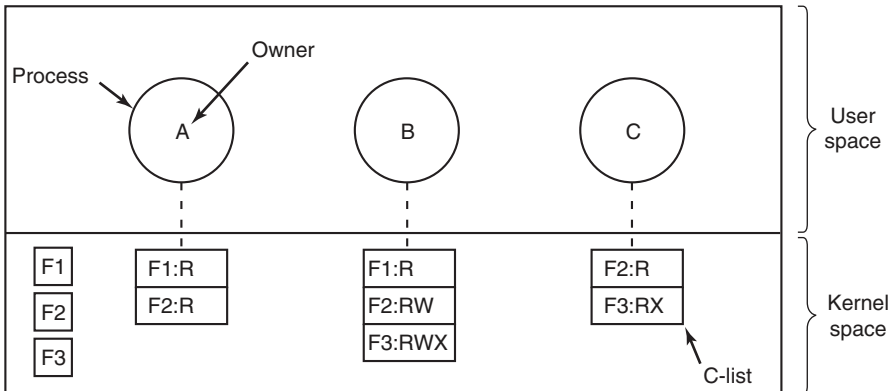 Owner
Process
A
B
C
User
space
F1
F2
F3
F1:R
F2:R
F1:R
F2:RW
F3:RWX
F2:R
F3:RX
Kernel
space
C-list